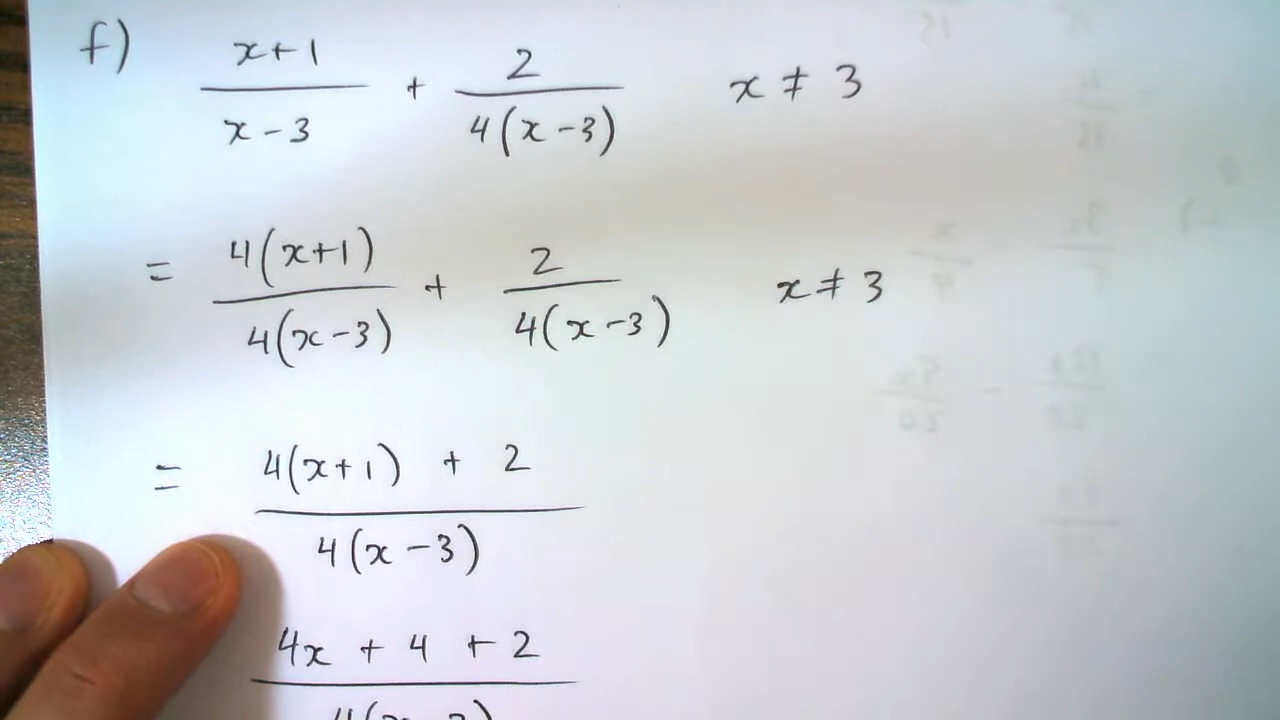 f) x+1 / x-3 + 2 / 4(x-3) x ≠ 3
= 4(x+1) / 4(x-3) + 2 / 4(x-3) x ≠ 3
= 4(x+1) + 2 / 4(x-3)
4x + 4 + 2